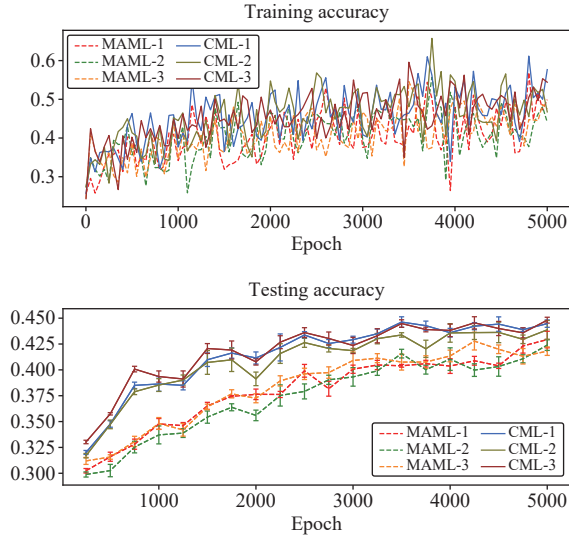 Training accuracy
MAML-1 CML-1
MAML-2 CML-2
MAML-3 CML-3
0.6
0.5
0.4
0.3
0 1000 2000 3000 4000 5000
Epoch
Testing accuracy
0.450
0.425
0.400
0.375
0.350
0.325
0.300
MAML-1 CML-1
MAML-2 CML-2
MAML-3 CML-3
1000 2000 3000 4000 5000
Epoch